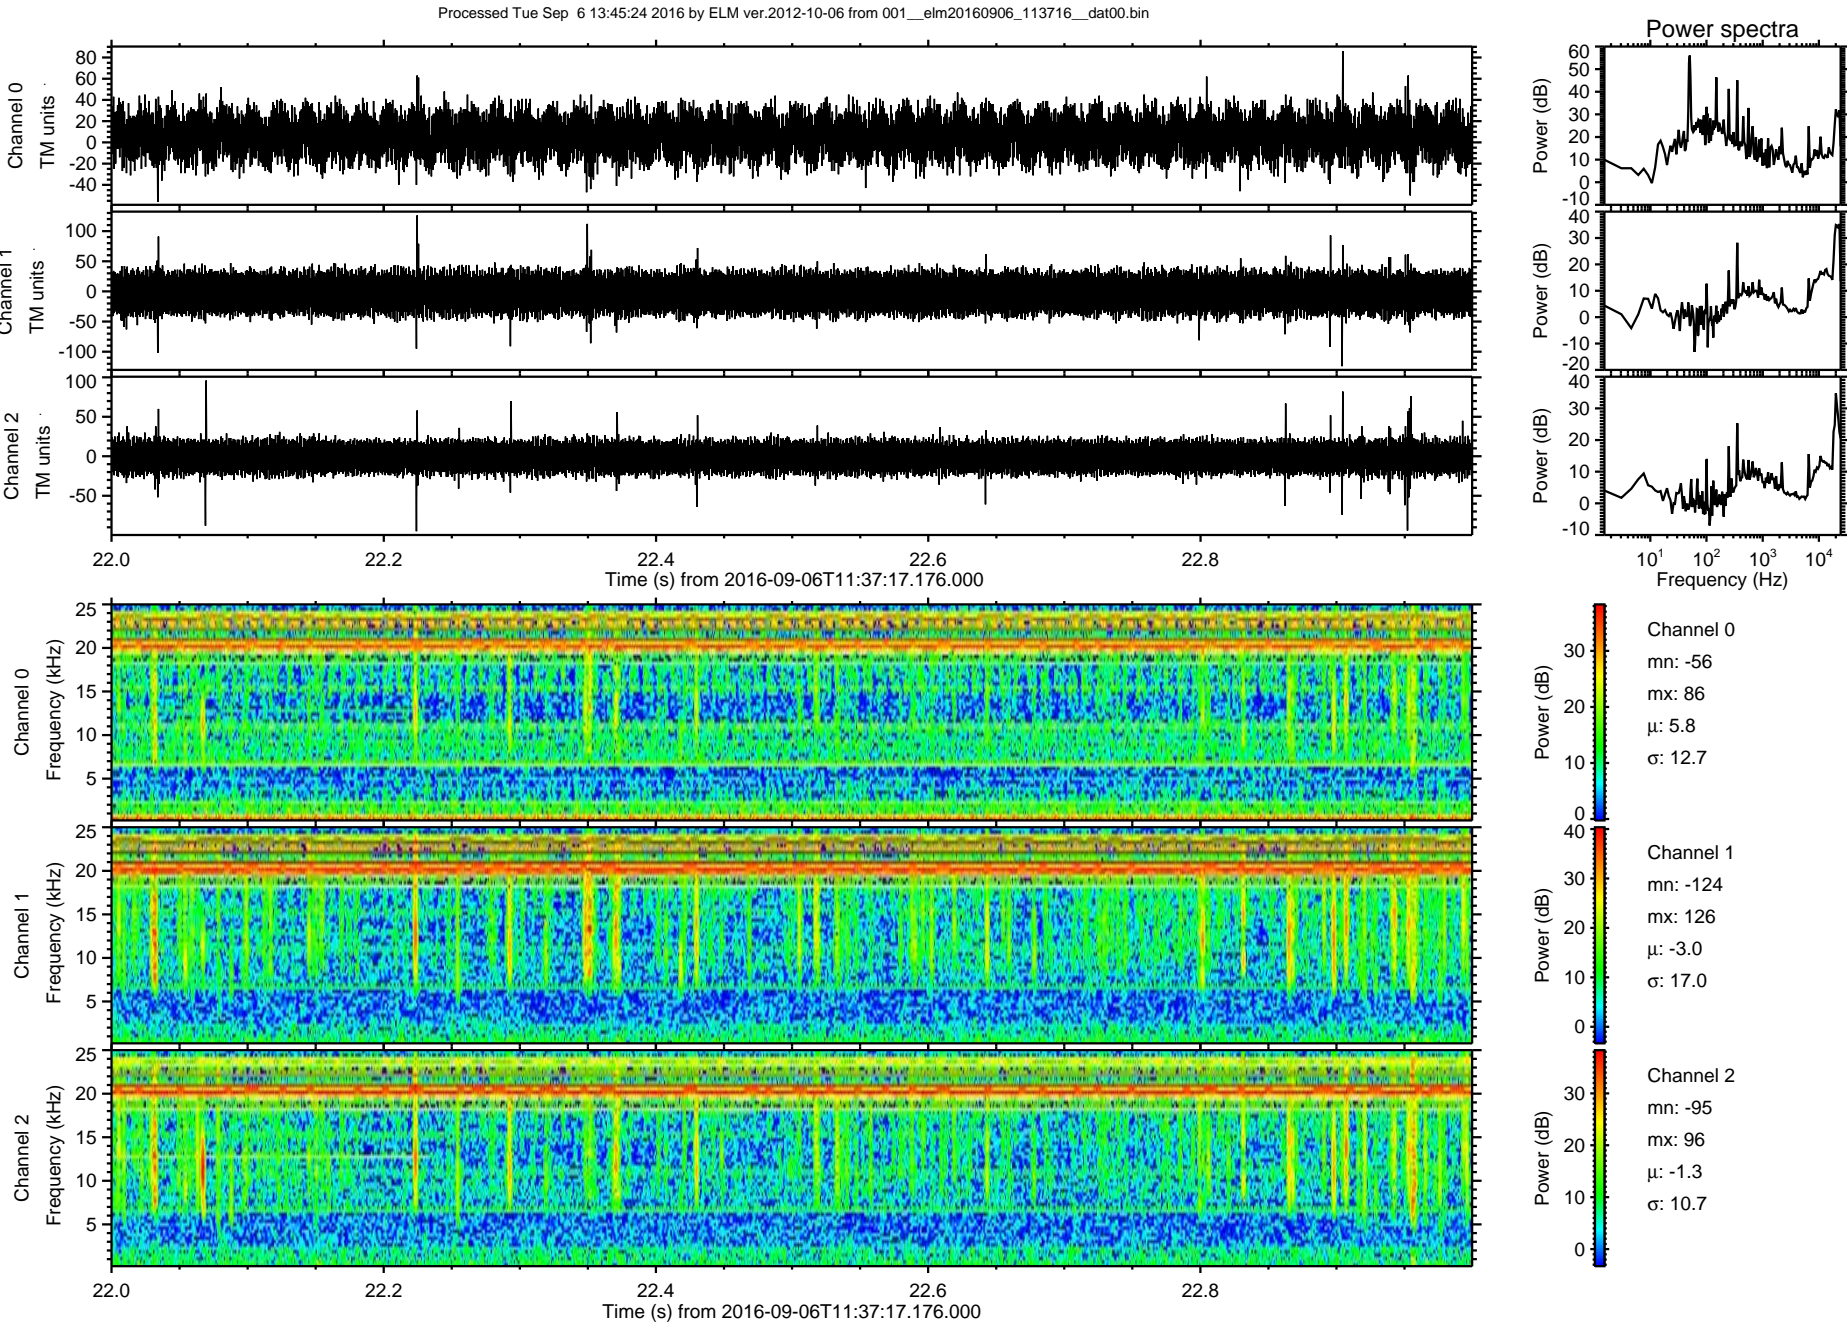 Processed Tue Sep  6 13:45:24 2016 by ELM ver.2012-10-06 from 001__elm20160906_113716__dat00.bin
Power spectra
Channel 0
TM units
80
60
40
20
0
-20
-40
Power (dB)
60
50
40
30
20
10
0
-10
Channel 1
TM units
100
50
0
-50
-100
Power (dB)
40
30
20
10
0
-10
-20
Channel 2
TM units
100
50
0
-50
Power (dB)
40
30
20
10
0
-10
22.0 22.2 22.4 22.6 22.8
Time (s) from 2016-09-06T11:37:17.176.000
10¹ 10² 10³ 10⁴
Frequency (Hz)
Channel 0
Frequency (kHz)
25
20
15
10
5
Power (dB)
30
20
10
0
Channel 0
mn: -56
mx: 86
μ: 5.8
σ: 12.7
Channel 1
Frequency (kHz)
25
20
15
10
5
Power (dB)
40
30
20
10
0
Channel 1
mn: -124
mx: 126
μ: -3.0
σ: 17.0
Channel 2
Frequency (kHz)
25
20
15
10
5
Power (dB)
30
20
10
0
Channel 2
mn: -95
mx: 96
μ: -1.3
σ: 10.7
22.0 22.2 22.4 22.6 22.8
Time (s) from 2016-09-06T11:37:17.176.000